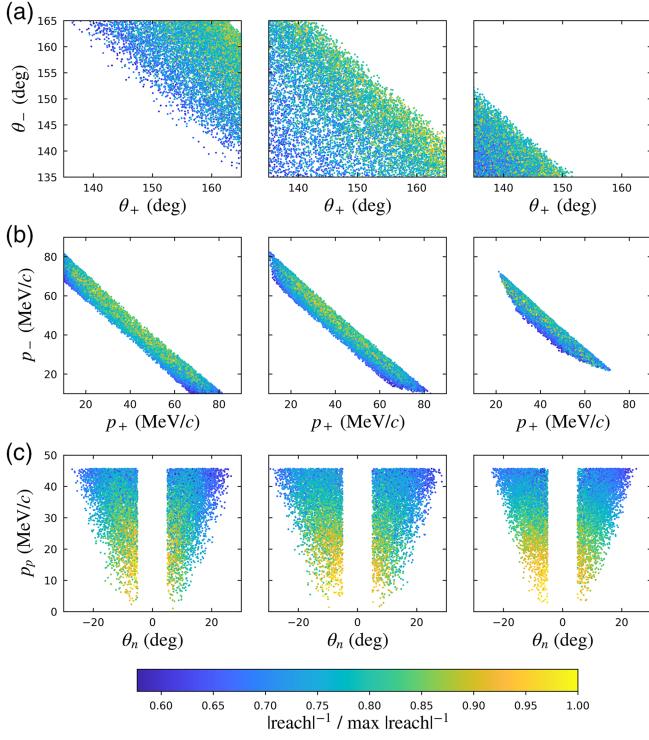 (a)
165
160
155
150
145
140
135
θ₋ (deg)
140 150 160
140 150 160
140 150 160
θ₊ (deg)
θ₊ (deg)
θ₊ (deg)
(b)
80
60
40
20
p₋ (MeV/c)
20 40 60 80
20 40 60 80
20 40 60 80
p₊ (MeV/c)
p₊ (MeV/c)
p₊ (MeV/c)
(c)
50
40
30
20
10
0
pₚ (MeV/c)
−20 0 20
−20 0 20
−20 0 20
θₙ (deg)
θₙ (deg)
θₙ (deg)
0.60 0.65 0.70 0.75 0.80 0.85 0.90 0.95 1.00
|reach|⁻¹ / max |reach|⁻¹